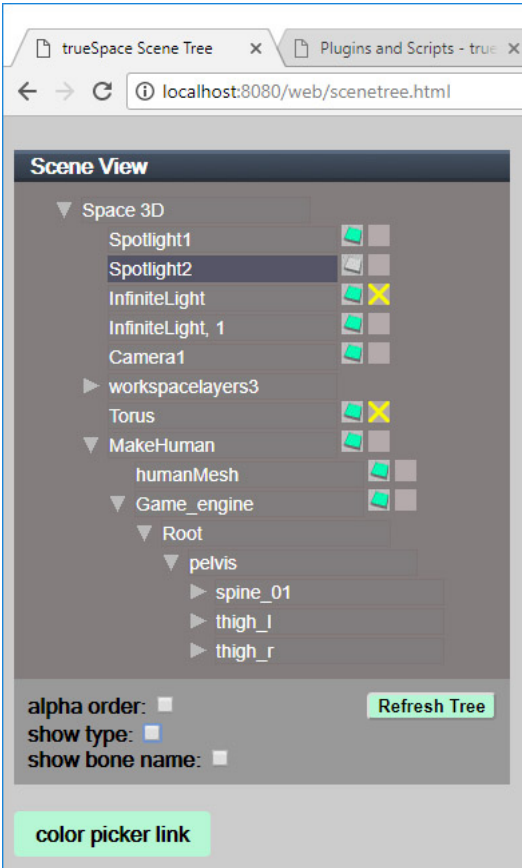 trueSpace Scene Tree
Plugins and Scripts - true
localhost:8080/web/scenetree.html
Scene View
Space 3D
Spotlight1
Spotlight2
InfiniteLight
InfiniteLight, 1
Camera1
workspacelayers3
Torus
MakeHuman
humanMesh
Game_engine
Root
pelvis
spine_01
thigh_l
thigh_r
alpha order:
Refresh Tree
show type:
show bone name:
color picker link